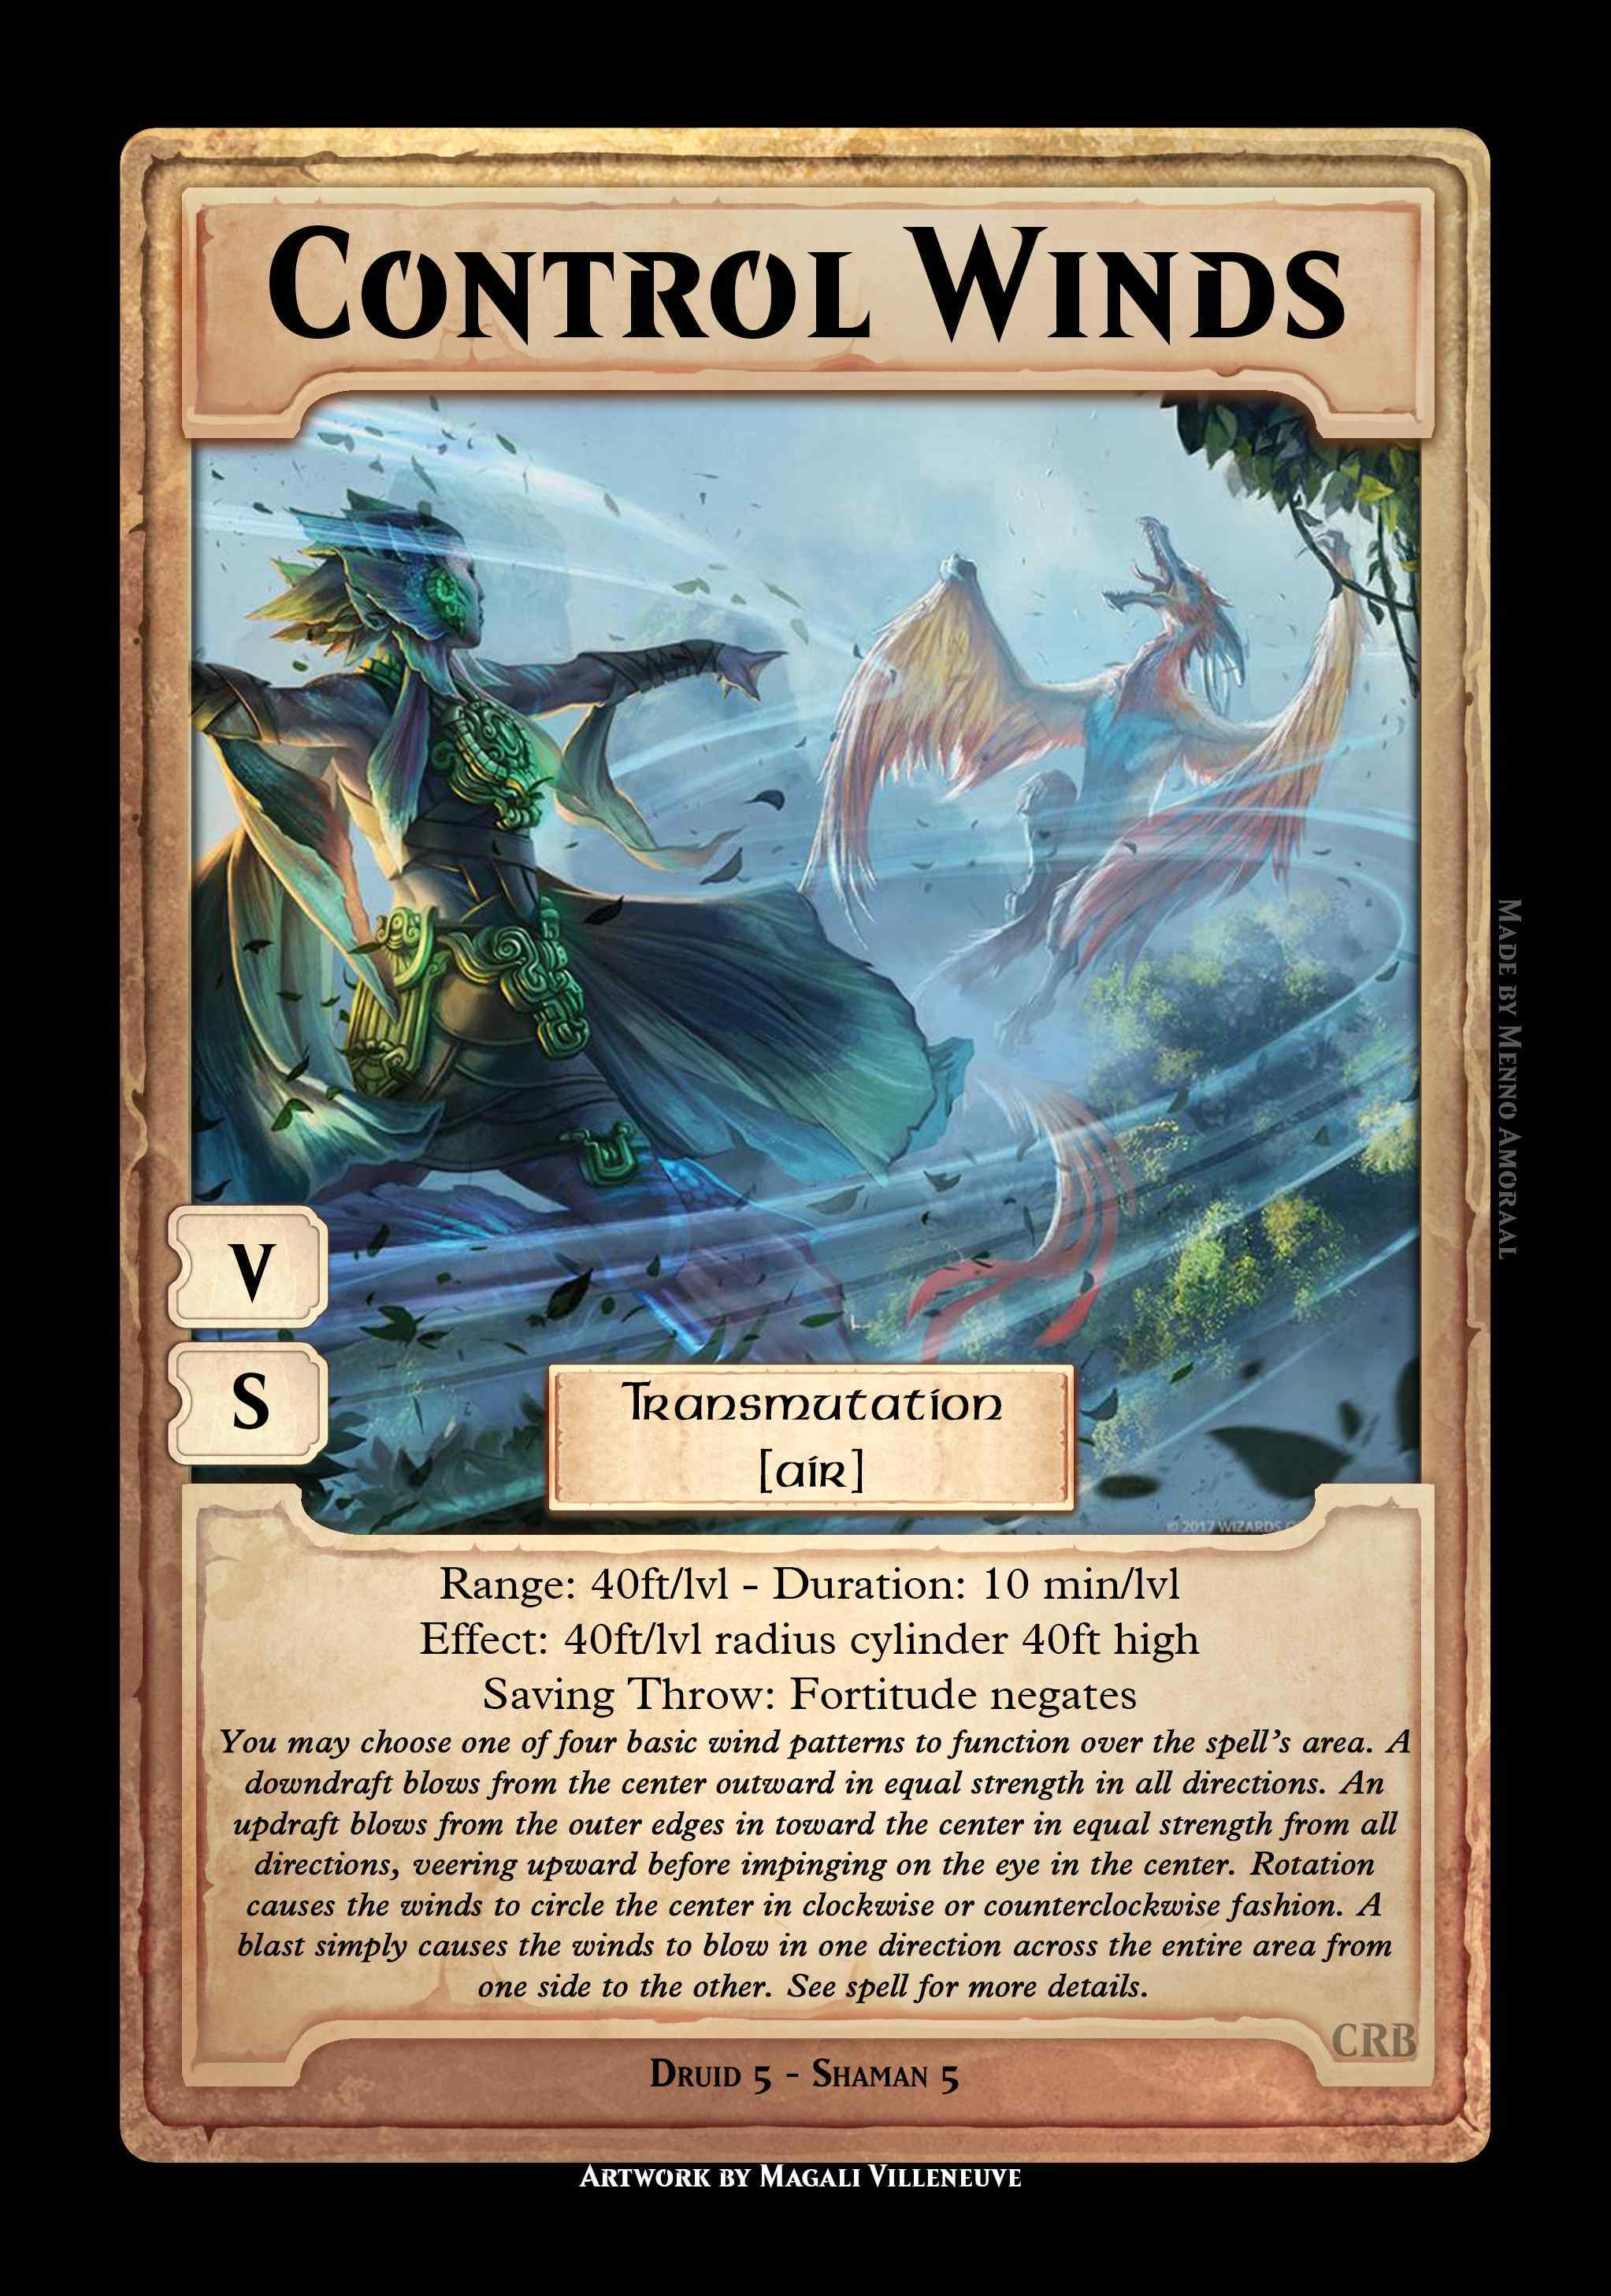 Control Winds
V
S
Transmutation
[air]
© 2017 WIZARDS
Range: 40ft/lvl - Duration: 10 min/lvl
Effect: 40ft/lvl radius cylinder 40ft high
Saving Throw: Fortitude negates
You may choose one of four basic wind patterns to function over the spell's area. A
downdraft blows from the center outward in equal strength in all directions. An
updraft blows from the outer edges in toward the center in equal strength from all
directions, veering upward before impinging on the eye in the center. Rotation
causes the winds to circle the center in clockwise or counterclockwise fashion. A
blast simply causes the winds to blow in one direction across the entire area from
one side to the other. See spell for more details.
CRB
Druid 5 - Shaman 5
Artwork by Magali Villeneuve
Made by Menno Amoraal